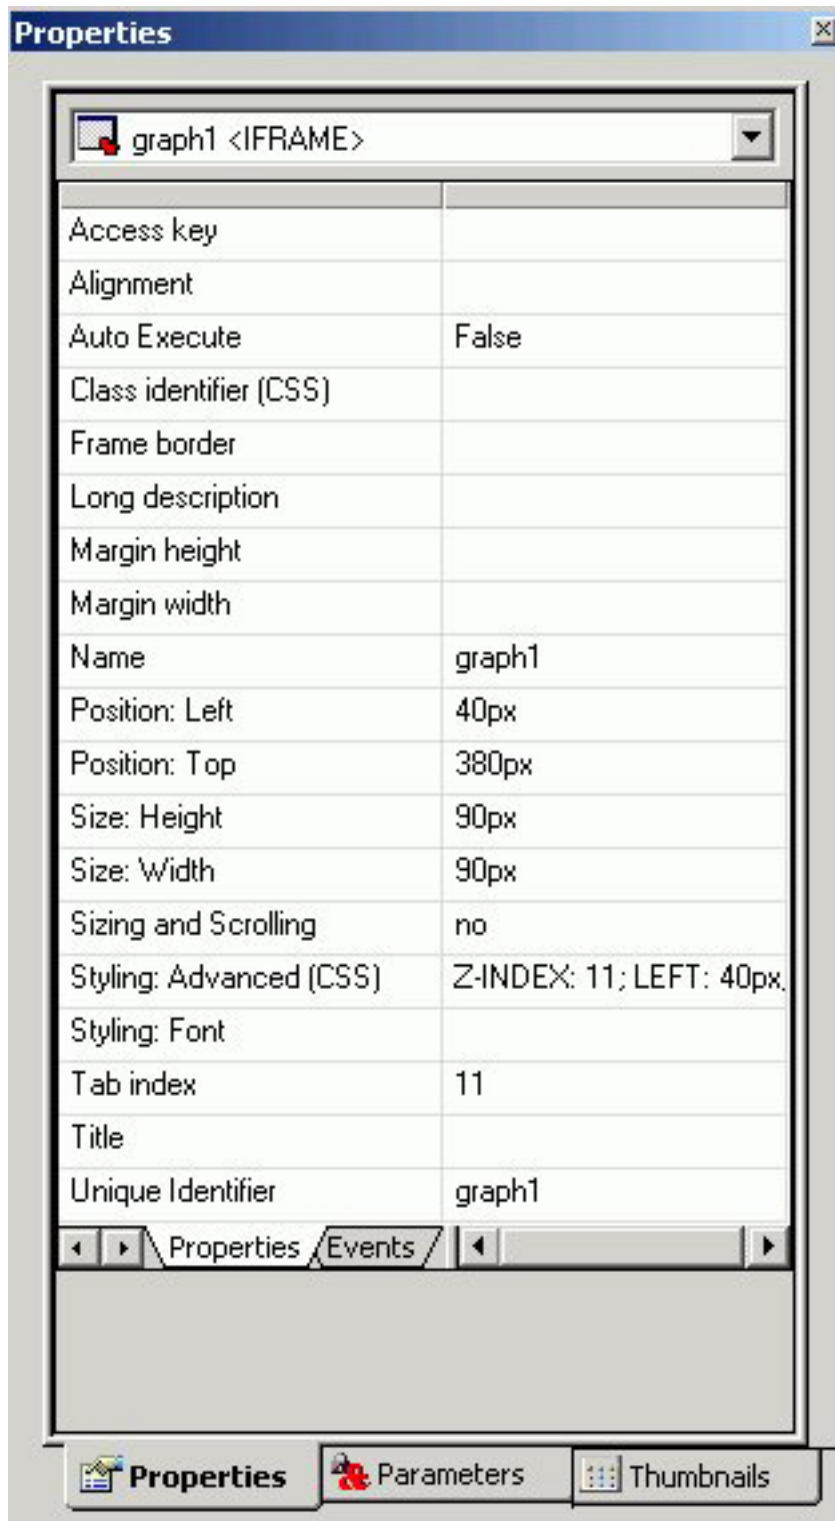 Properties
graph1 <IFRAME>
Access key
Alignment
Auto Execute False
Class identifier (CSS)
Frame border
Long description
Margin height
Margin width
Name graph1
Position: Left 40px
Position: Top 380px
Size: Height 90px
Size: Width 90px
Sizing and Scrolling no
Styling: Advanced (CSS) Z-INDEX: 11; LEFT: 40px;
Styling: Font
Tab index 11
Title
Unique Identifier graph1
Properties Events
Properties Parameters Thumbnails